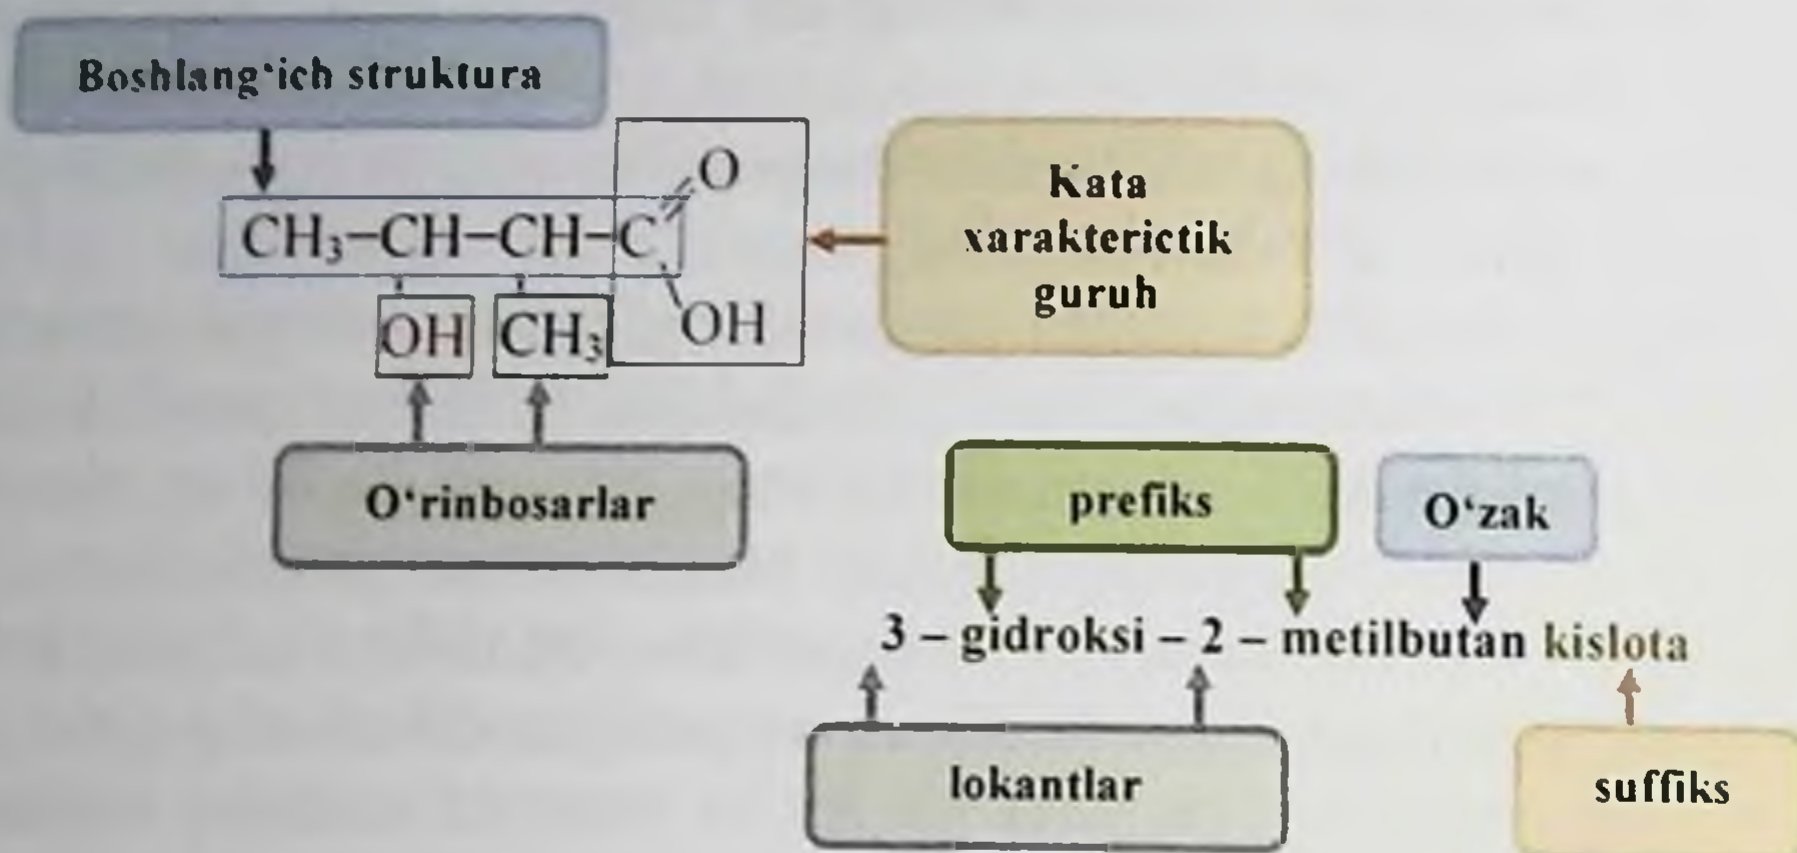 Boshlang‘ich struktura
O
CH₃–CH–CH–C
OH CH₃ OH
Kata
xarakterictik
guruh
O‘rinbosarlar
prefiks
O‘zak
3 – gidroksi – 2 – metilbutan kislota
lokantlar
suffiks